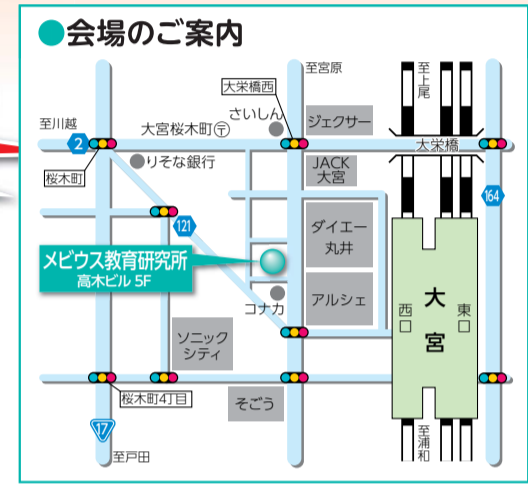 ●会場のご案内
至宮原
至上尾
大栄橋西
さいしん
ジェクサー
至川越
2
大宮桜木町〒
大栄橋
桜木町
りそな銀行
JACK
大宮
164
121
ダイエー
丸井
メビウス教育研究所
高木ビル 5F
コナカ
アルシェ
西口
大宮
東口
ソニック
シティ
桜木町4丁目
そごう
17
至戸田
至浦和